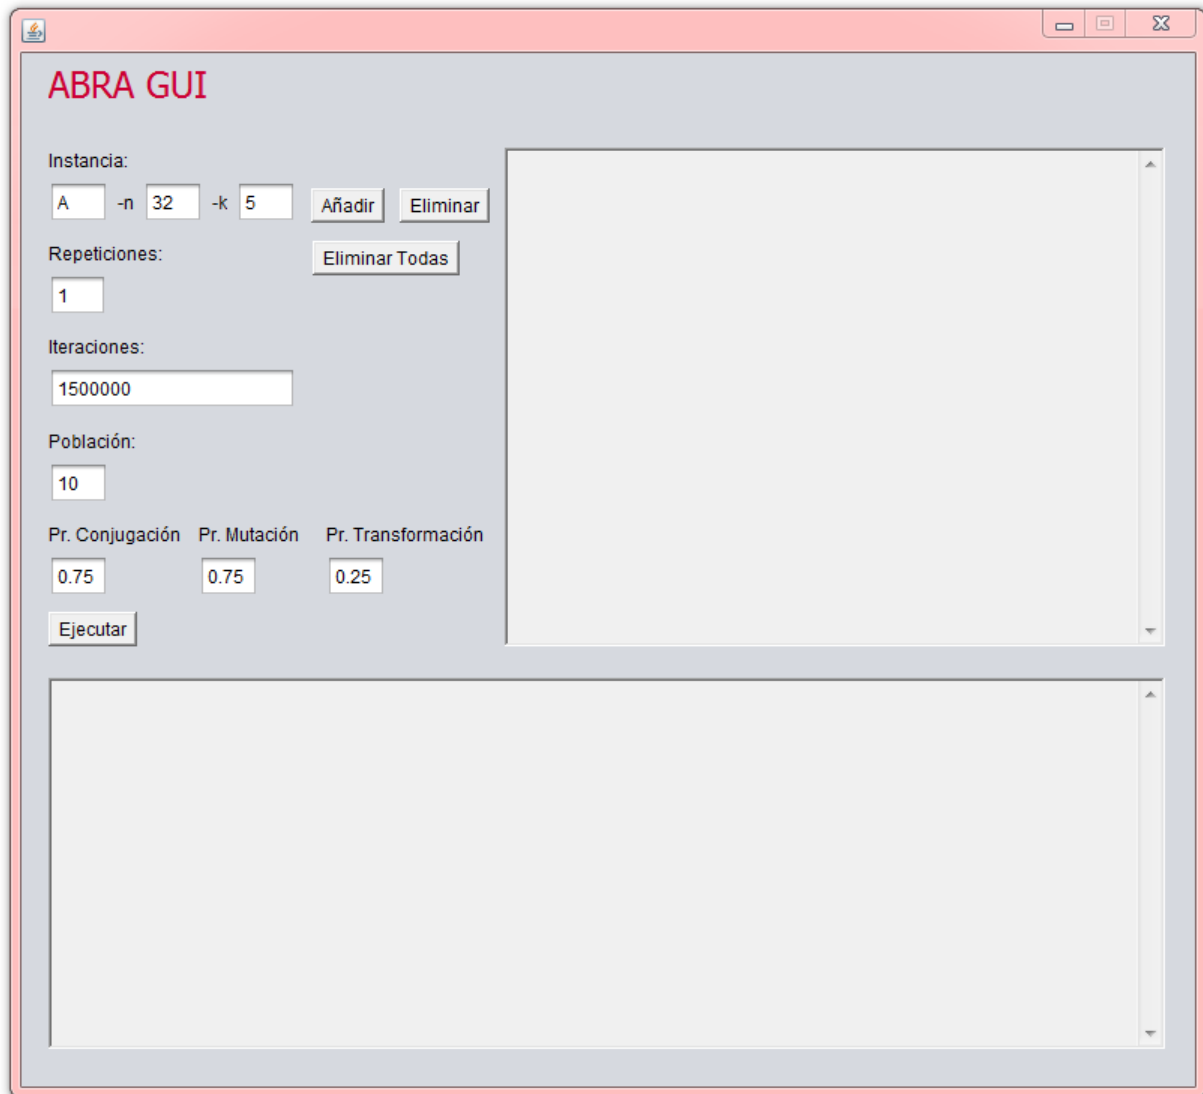 ABRA GUI
Instancia:
A -n 32 -k 5 Añadir Eliminar
Repeticiones: Eliminar Todas
1
Iteraciones:
1500000
Población:
10
Pr. Conjugación Pr. Mutación Pr. Transformación
0.75 0.75 0.25
Ejecutar